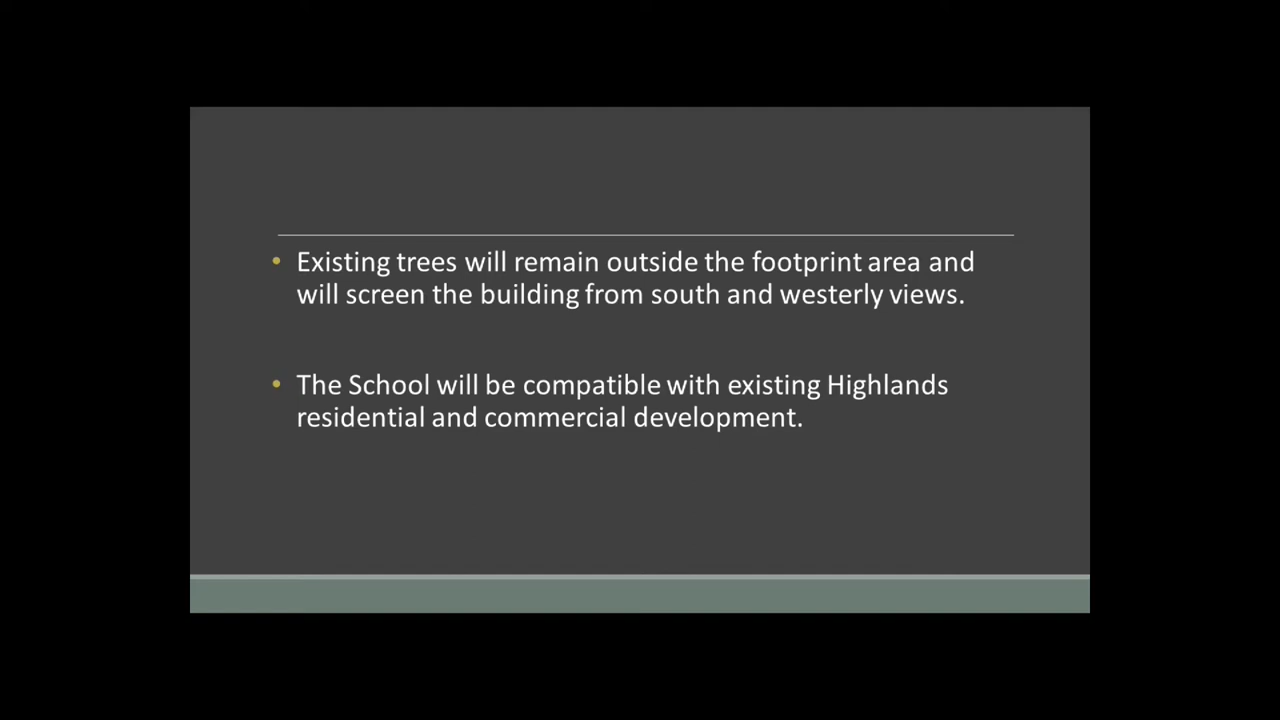 • Existing trees will remain outside the footprint area and
will screen the building from south and westerly views.
• The School will be compatible with existing Highlands
residential and commercial development.